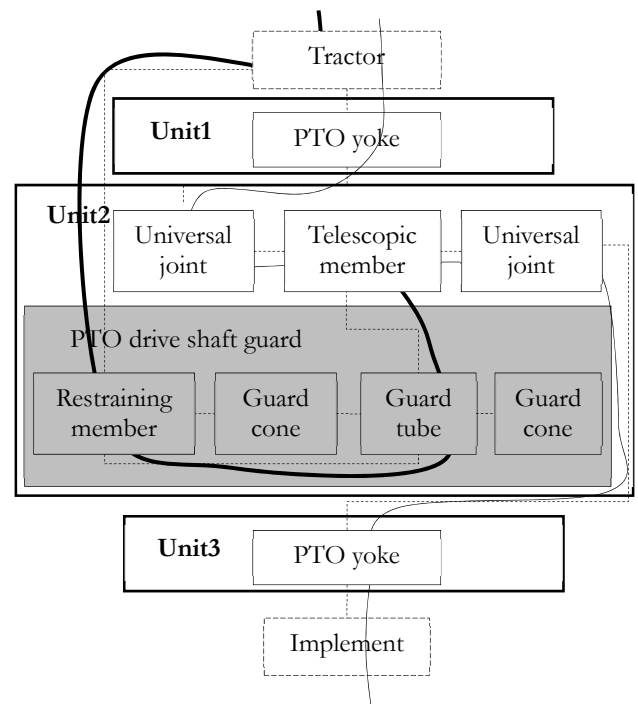 Tractor
Unit1
PTO yoke
Unit2
Universal
joint
Telescopic
member
Universal
joint
PTO drive shaft guard
Restraining
member
Guard
cone
Guard
tube
Guard
cone
Unit3
PTO yoke
Implement